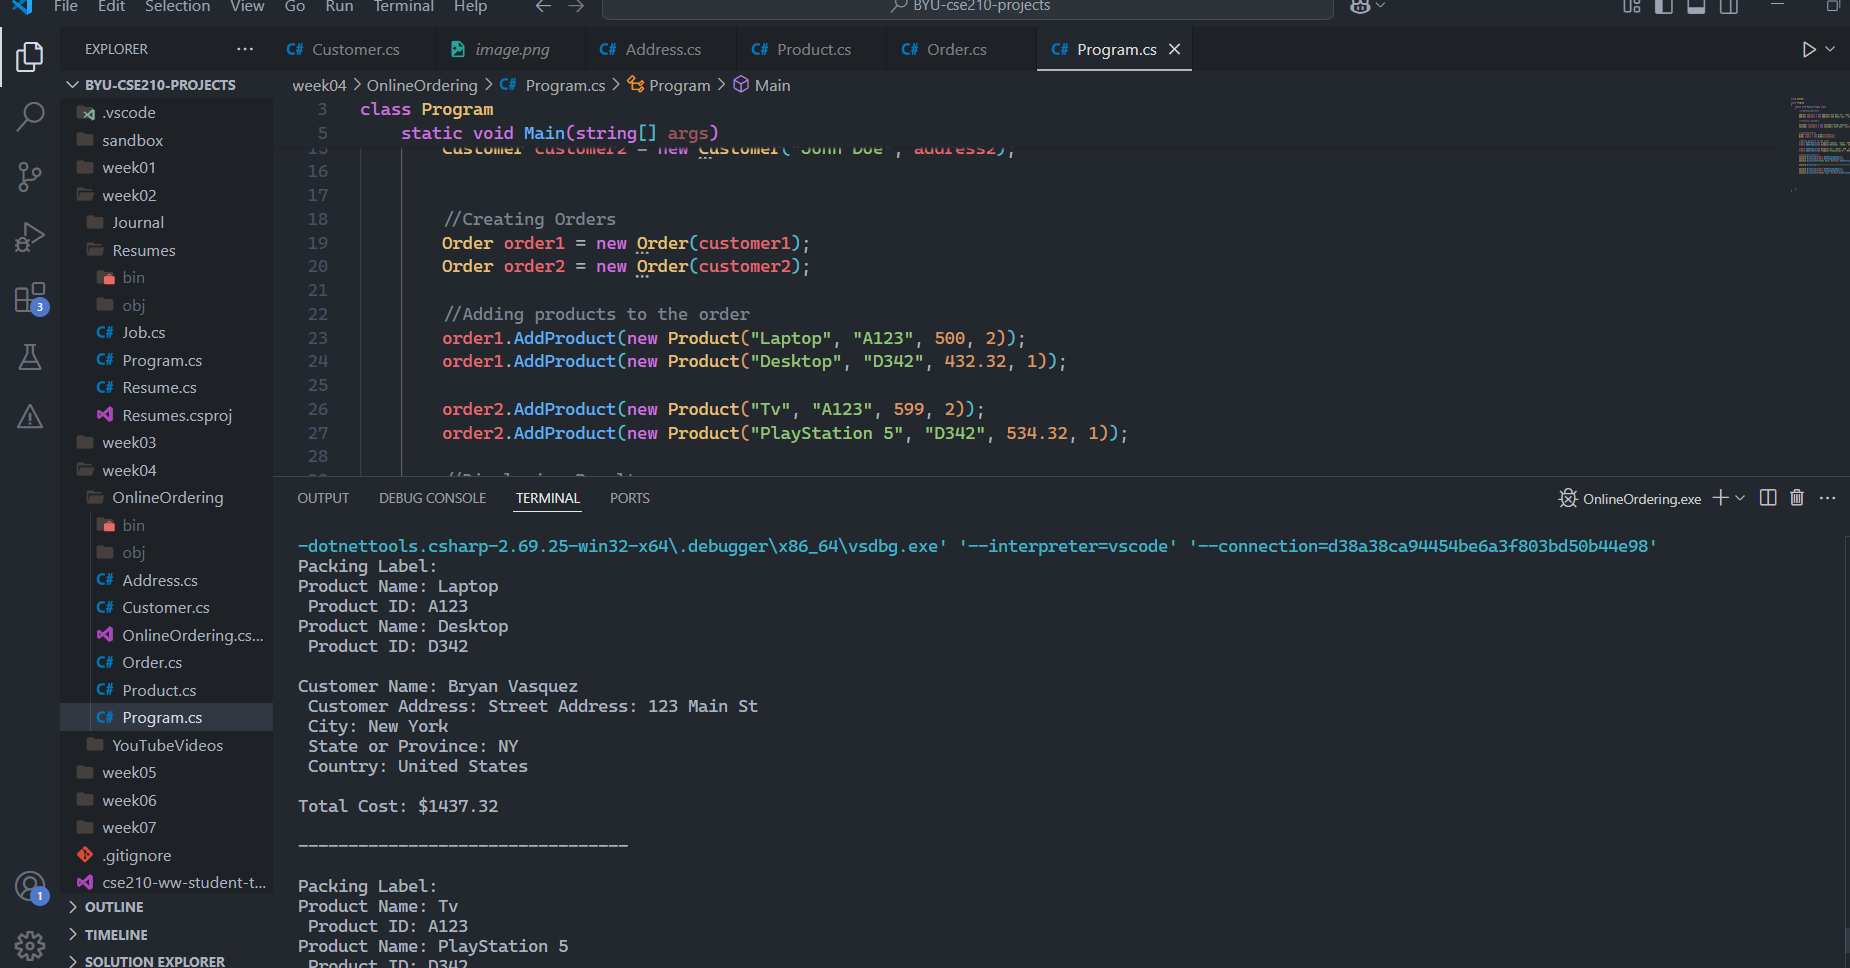 File Edit Selection View Go Run Terminal Help
BYU-cse210-projects
EXPLORER
C# Customer.cs
image.png
C# Address.cs
C# Product.cs
C# Order.cs
C# Program.cs
BYU-CSE210-PROJECTS
.vscode
sandbox
week01
week02
Journal
Resumes
bin
obj
C# Job.cs
C# Program.cs
C# Resume.cs
Resumes.csproj
week03
week04
OnlineOrdering
bin
obj
C# Address.cs
C# Customer.cs
OnlineOrdering.cs...
C# Order.cs
C# Product.cs
C# Program.cs
YouTubeVideos
week05
week06
week07
.gitignore
cse210-ww-student-t...
OUTLINE
TIMELINE
SOLUTION EXPLORER
3
1
week04 > OnlineOrdering > C# Program.cs > Program > Main
3 class Program
5 static void Main(string[] args)
15 Customer customer2 = new Customer("John Doe", address2);
16
17
18 //Creating Orders
19 Order order1 = new Order(customer1);
20 Order order2 = new Order(customer2);
21
22 //Adding products to the order
23 order1.AddProduct(new Product("Laptop", "A123", 500, 2));
24 order1.AddProduct(new Product("Desktop", "D342", 432.32, 1));
25
26 order2.AddProduct(new Product("Tv", "A123", 599, 2));
27 order2.AddProduct(new Product("PlayStation 5", "D342", 534.32, 1));
28
OUTPUT DEBUG CONSOLE TERMINAL PORTS
OnlineOrdering.exe
-dotnettools.csharp-2.69.25-win32-x64\.debugger\x86_64\vsdbg.exe' '--interpreter=vscode' '--connection=d38a38ca94454be6a3f803bd50b44e98'
Packing Label:
Product Name: Laptop
Product ID: A123
Product Name: Desktop
Product ID: D342
Customer Name: Bryan Vasquez
Customer Address: Street Address: 123 Main St
City: New York
State or Province: NY
Country: United States
Total Cost: $1437.32
---------------------------------
Packing Label:
Product Name: Tv
Product ID: A123
Product Name: PlayStation 5
Product ID: D342